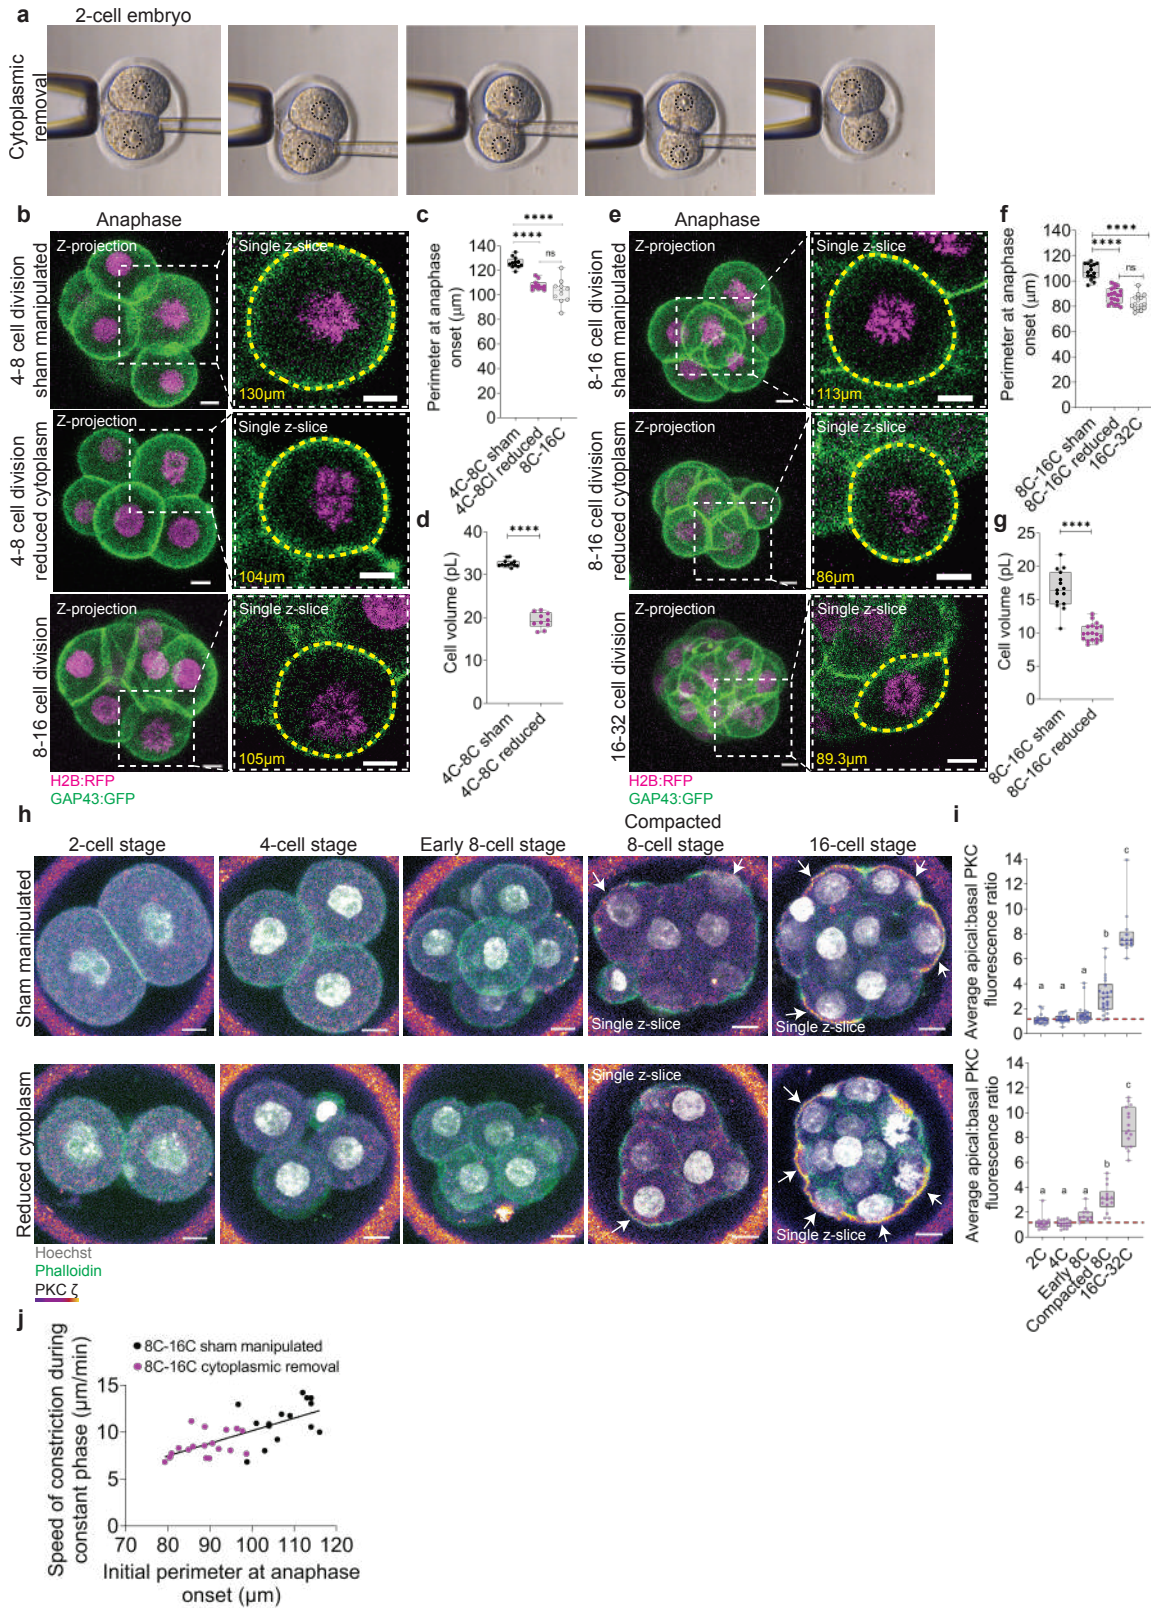 a
2-cell embryo
Cytoplasmic
removal
b
Anaphase
4–8 cell division
sham manipulated
Z-projection
Single z-slice
130µm
4–8 cell division
reduced cytoplasm
Z-projection
Single z-slice
104µm
8-16 cell division
Z-projection
Single z-slice
105µm
H2B:RFP
GAP43:GFP
c
Perimeter at anaphase
onset (µm)
140
120
100
80
60
40
20
0
****
****
ns
4C-8C sham
4C-8Cl reduced
8C-16C
d
Cell volume (pL)
40
30
20
10
0
****
4C-8C sham
4C-8C reduced
e
Anaphase
8-16 cell division
sham manipulated
Z-projection
Single z-slice
113µm
8-16 cell division
reduced cytoplasm
Z-projection
Single z-slice
86µm
16-32 cell division
Z-projection
Single z-slice
89.3µm
H2B:RFP
GAP43:GFP
f
Perimeter at anaphase
onset (µm)
140
120
100
80
60
40
20
0
****
****
ns
8C-16C sham
8C-16C reduced
16C-32C
g
Cell volume (pL)
25
20
15
10
5
0
****
8C-16C sham
8C-16C reduced
h
2-cell stage
4-cell stage
Early 8-cell stage
Compacted
8-cell stage
16-cell stage
Sham manipulated
Single z-slice
Single z-slice
Reduced cytoplasm
Single z-slice
Single z-slice
Hoechst
Phalloidin
PKC ζ
i
Average apical:basal PKC
fluorescence ratio
14
12
10
8
6
4
2
0
a
a
a
b
c
Average apical:basal PKC
fluorescence ratio
14
12
10
8
6
4
2
0
a
a
a
b
c
2C
4C
Early 8C
Compacted 8C
16C-32C
j
8C-16C sham manipulated
8C-16C cytoplasmic removal
Speed of constriction during
constant phase (µm/min)
15
10
5
0
70 80 90 100 110 120
Initial perimeter at anaphase
onset (µm)